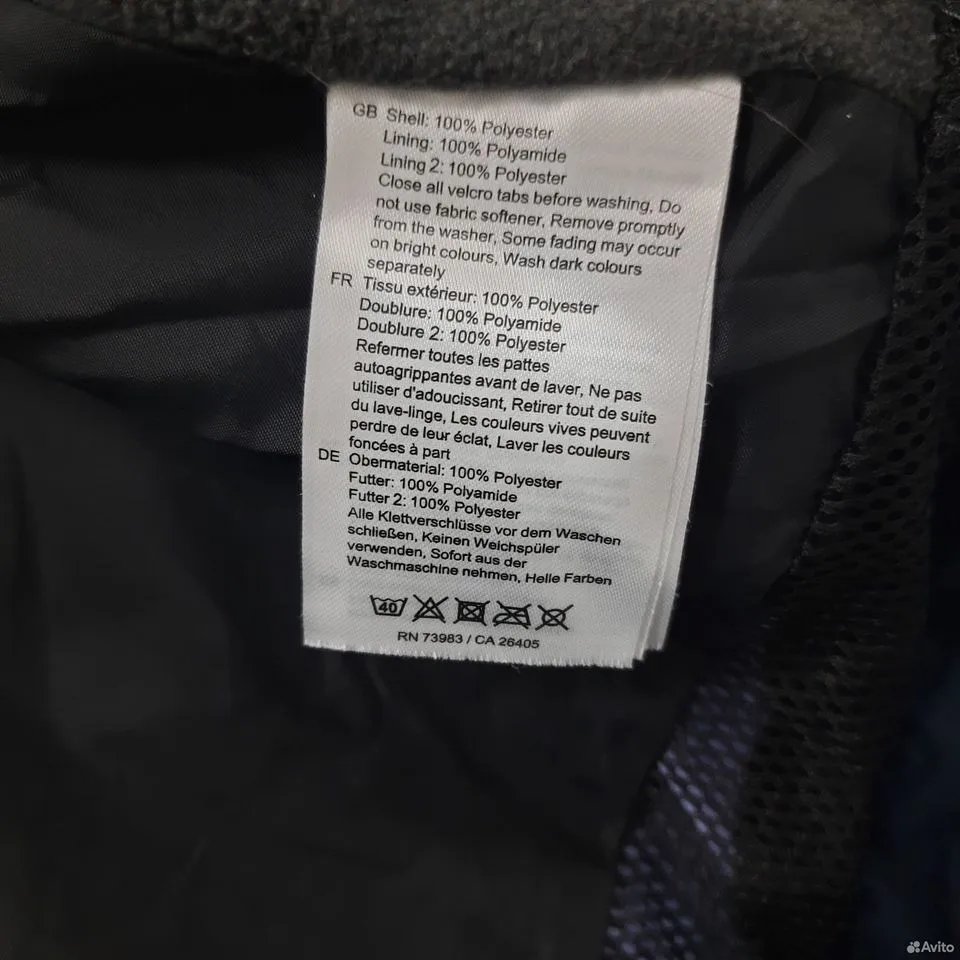 GB Shell: 100% Polyester
Lining: 100% Polyamide
Lining 2: 100% Polyester
Close all velcro tabs before washing, Do
not use fabric softener, Remove promptly
from the washer, Some fading may occur
on bright colours, Wash dark colours
separately
FR Tissu extérieur: 100% Polyester
Doublure: 100% Polyamide
Doublure 2: 100% Polyester
Refermer toutes les pattes
autoagrippantes avant de laver, Ne pas
utiliser d'adoucissant, Retirer tout de suite
du lave-linge, Les couleurs vives peuvent
perdre de leur éclat, Laver les couleurs
foncées à part
DE Obermaterial: 100% Polyester
Futter: 100% Polyamide
Futter 2: 100% Polyester
Alle Klettverschlüsse vor dem Waschen
schließen, Keinen Weichspüler
verwenden, Sofort aus der
Waschmaschine nehmen, Helle Farben
40
RN 73983 / CA 26405
Avito